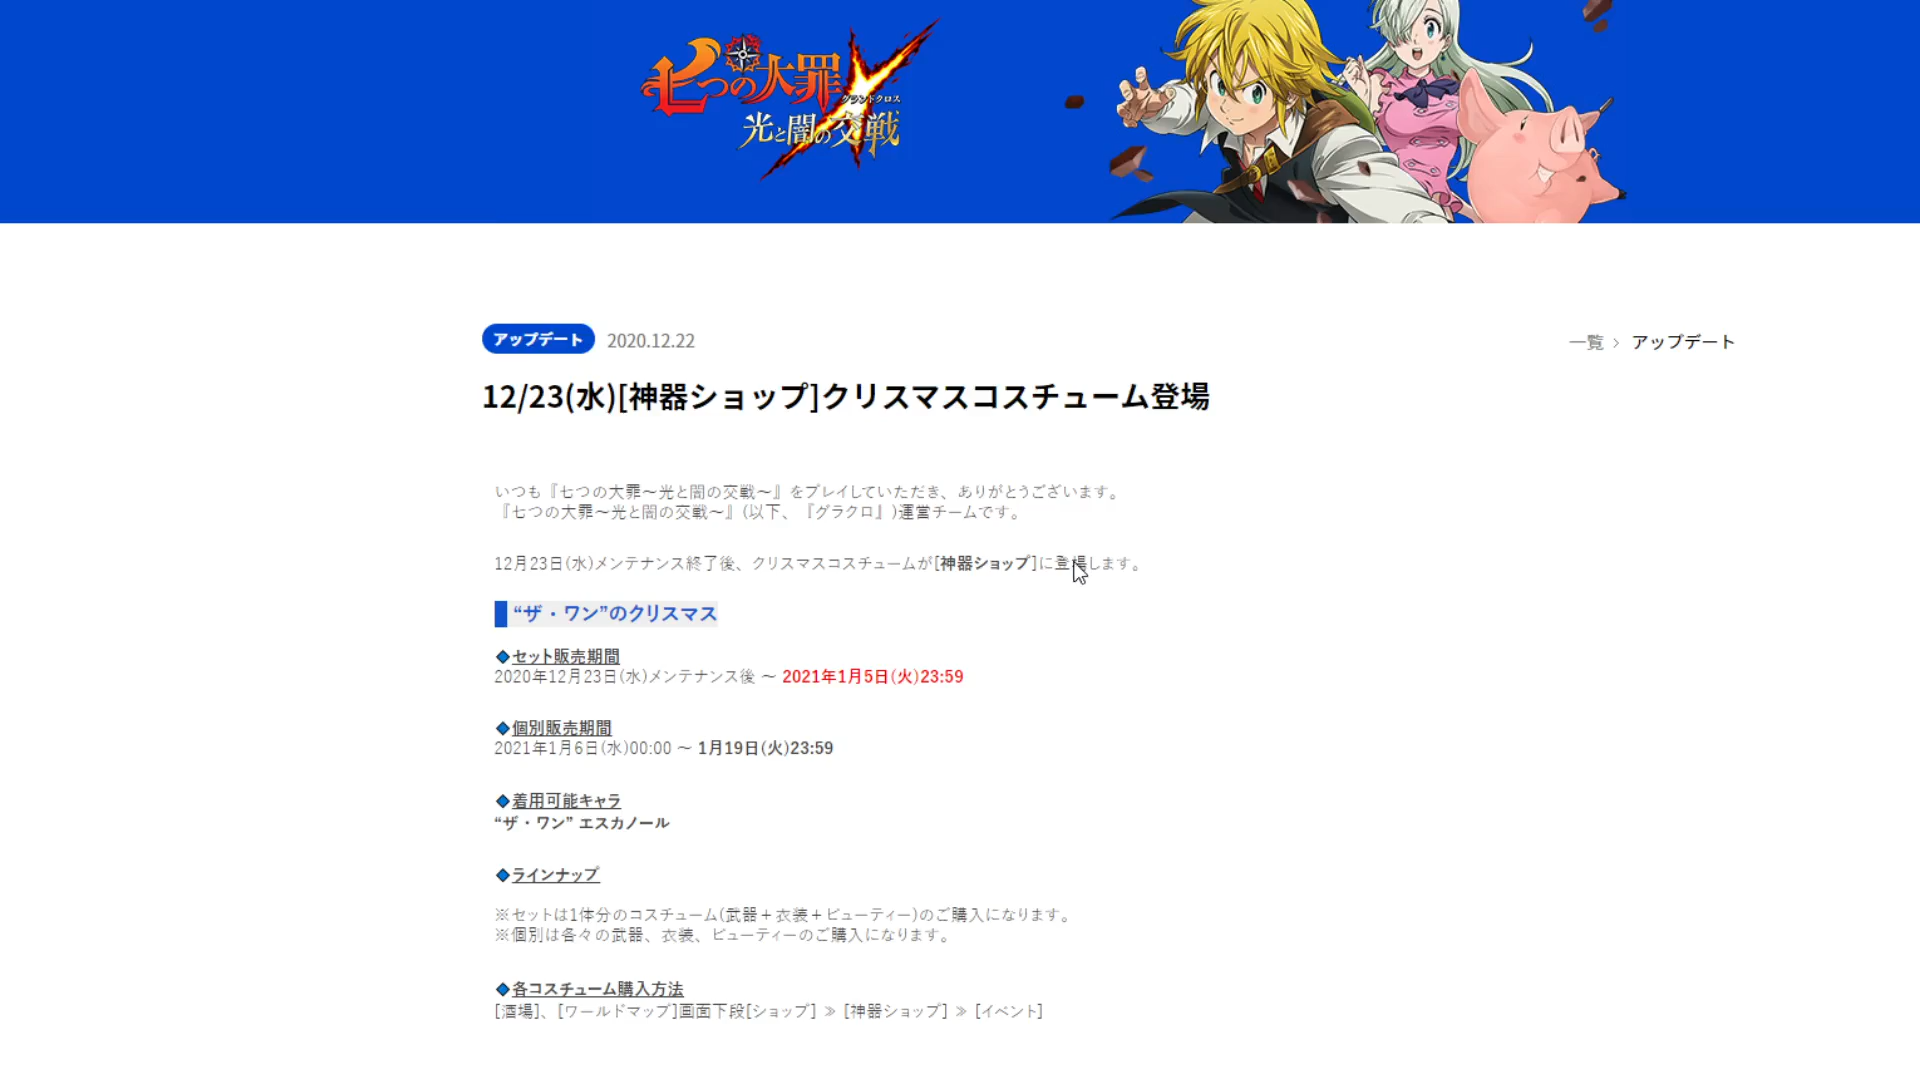 七つの大罪
グランドクロス
光と闇の交戦
アップデート 2020.12.22
一覧 > アップデート
12/23(水)[神器ショップ]クリスマスコスチューム登場
いつも『七つの大罪～光と闇の交戦～』をプレイしていただき、ありがとうございます。
『七つの大罪～光と闇の交戦～』(以下、『グラクロ』)運営チームです。
12月23日(水)メンテナンス終了後、クリスマスコスチュームが[神器ショップ]に登場します。
“ザ・ワン”のクリスマス
◆セット販売期間
2020年12月23日(水)メンテナンス後 ～ 2021年1月5日(火)23:59
◆個別販売期間
2021年1月6日(水)00:00 ～ 1月19日(火)23:59
◆着用可能キャラ
“ザ・ワン” エスカノール
◆ラインナップ
※セットは1体分のコスチューム(武器＋衣装＋ビューティー)のご購入になります。
※個別は各々の武器、衣装、ビューティーのご購入になります。
◆各コスチューム購入方法
[酒場]、[ワールドマップ]画面下段[ショップ] ≫ [神器ショップ] ≫ [イベント]